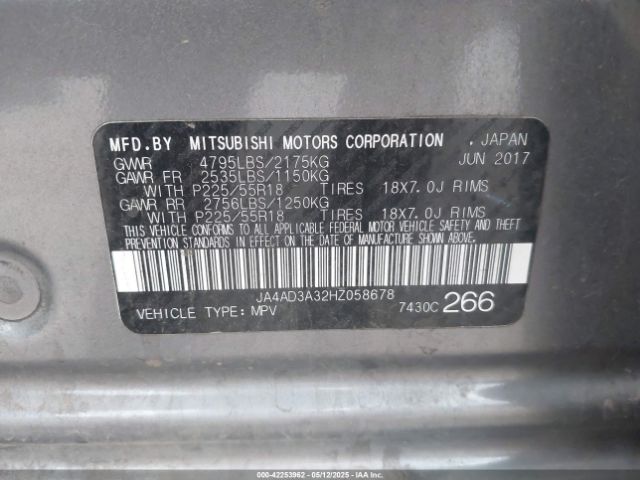 MFD.BY MITSUBISHI MOTORS CORPORATION , JAPAN
GVWR 4795LBS/2175KG JUN 2017
GAWR FR 2535LBS/1150KG
WITH P225/55R18 TIRES 18X7.0J RIMS
GAWR RR 2756LBS/1250KG
WITH P225/55R18 TIRES 18X7.0J RIMS
THIS VEHICLE CONFORMS TO ALL APPLICABLE FEDERAL MOTOR VEHICLE SAFETY AND THEFT
PREVENTION STANDARDS IN EFFECT ON THE DATE OF MANUFACTURE SHOWN ABOVE.
JA4AD3A32HZ058678
VEHICLE TYPE: MPV 7430C 266
000-42253962 - 05/12/2025 - IAAI.COM